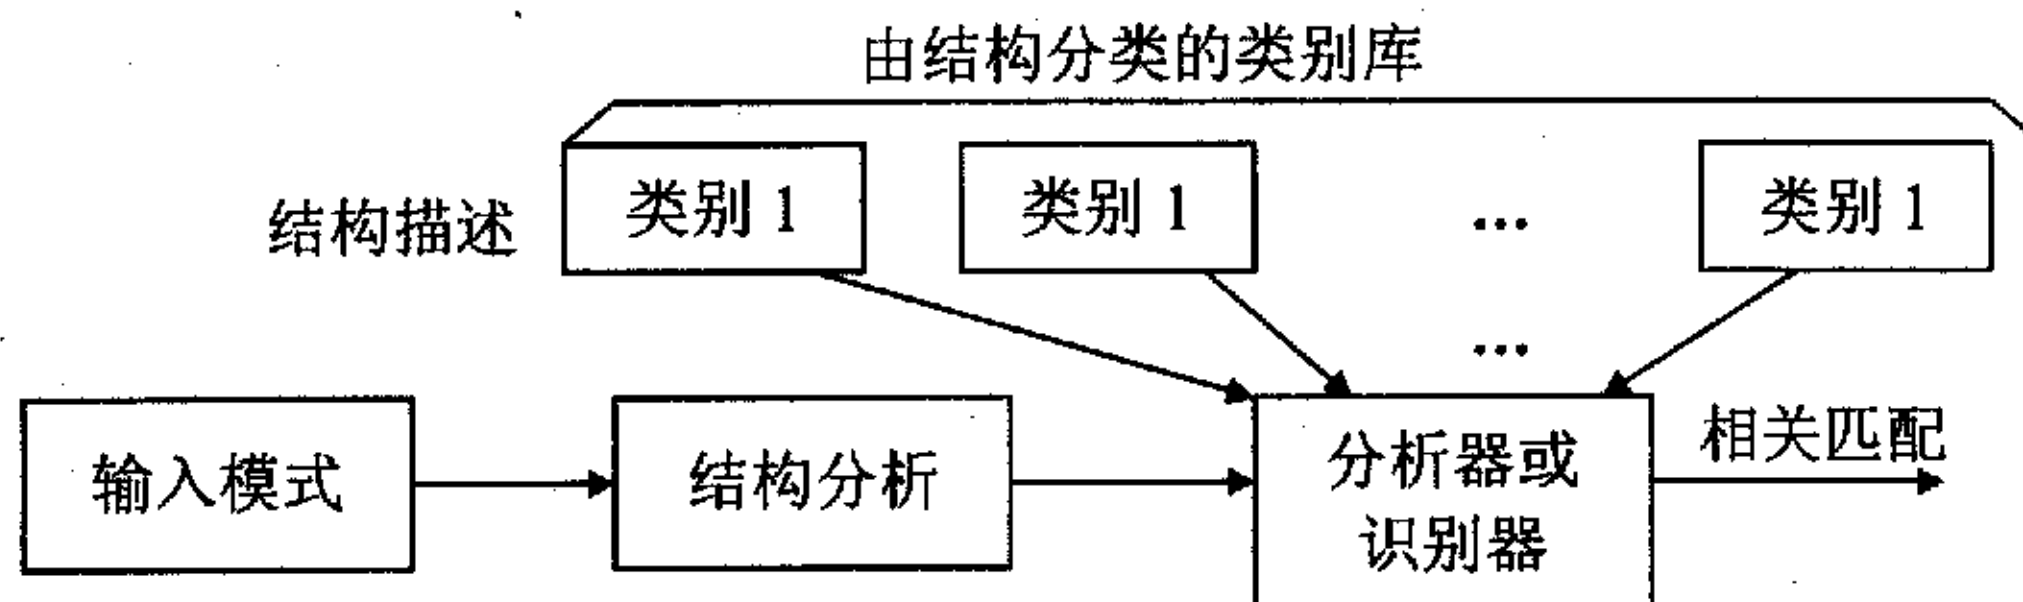 由结构分类的类别库
结构描述
类别 1
类别 1
...
类别 1
...
输入模式
结构分析
分析器或
识别器
相关匹配